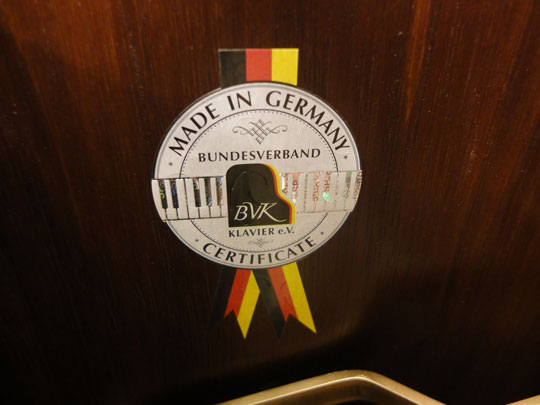 MADE IN GERMANY
BUNDESVERBAND
BVK
KLAVIER e.V.
CERTIFICATE